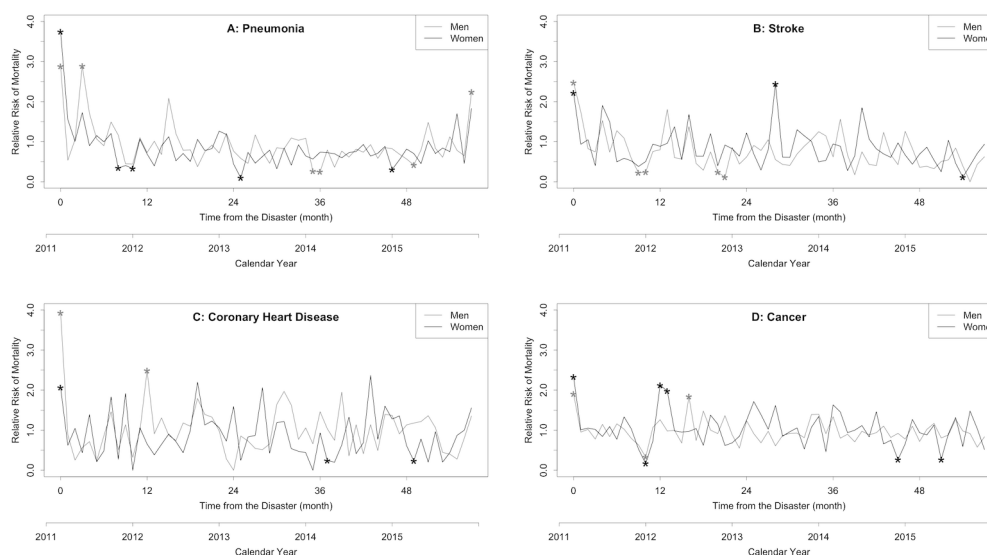 A: Pneumonia
Men
Women
Relative Risk of Mortality
4.0
3.0
2.0
1.0
0.0
0 12 24 36 48
Time from the Disaster (month)
2011 2012 2013 2014 2015
Calendar Year
B: Stroke
Men
Women
Relative Risk of Mortality
4.0
3.0
2.0
1.0
0.0
0 12 24 36 48
Time from the Disaster (month)
2011 2012 2013 2014 2015
Calendar Year
C: Coronary Heart Disease
Men
Women
Relative Risk of Mortality
4.0
3.0
2.0
1.0
0.0
0 12 24 36 48
Time from the Disaster (month)
2011 2012 2013 2014 2015
Calendar Year
D: Cancer
Men
Women
Relative Risk of Mortality
4.0
3.0
2.0
1.0
0.0
0 12 24 36 48
Time from the Disaster (month)
2011 2012 2013 2014 2015
Calendar Year